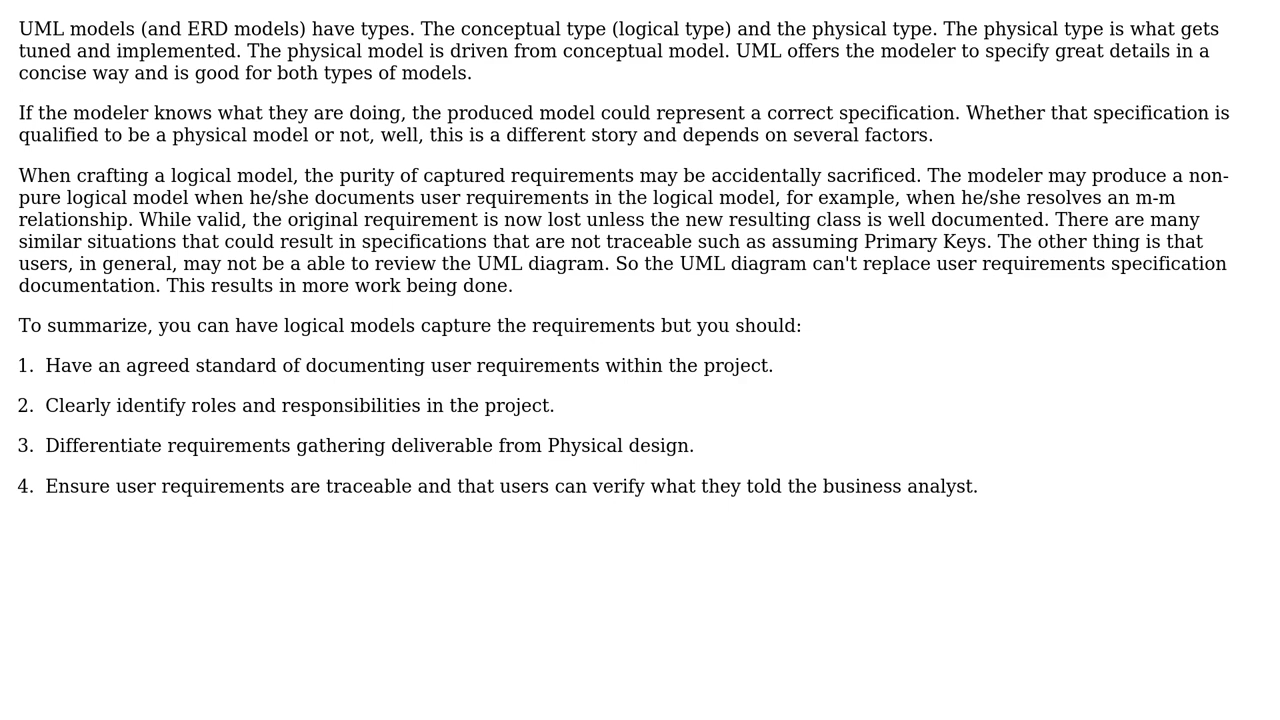 UML models (and ERD models) have types. The conceptual type (logical type) and the physical type. The physical type is what gets
tuned and implemented. The physical model is driven from conceptual model. UML offers the modeler to specify great details in a
concise way and is good for both types of models.
If the modeler knows what they are doing, the produced model could represent a correct specification. Whether that specification is
qualified to be a physical model or not, well, this is a different story and depends on several factors.
When crafting a logical model, the purity of captured requirements may be accidentally sacrificed. The modeler may produce a non-
pure logical model when he/she documents user requirements in the logical model, for example, when he/she resolves an m-m
relationship. While valid, the original requirement is now lost unless the new resulting class is well documented. There are many
similar situations that could result in specifications that are not traceable such as assuming Primary Keys. The other thing is that
users, in general, may not be a able to review the UML diagram. So the UML diagram can't replace user requirements specification
documentation. This results in more work being done.
To summarize, you can have logical models capture the requirements but you should:
1. Have an agreed standard of documenting user requirements within the project.
2. Clearly identify roles and responsibilities in the project.
3. Differentiate requirements gathering deliverable from Physical design.
4. Ensure user requirements are traceable and that users can verify what they told the business analyst.